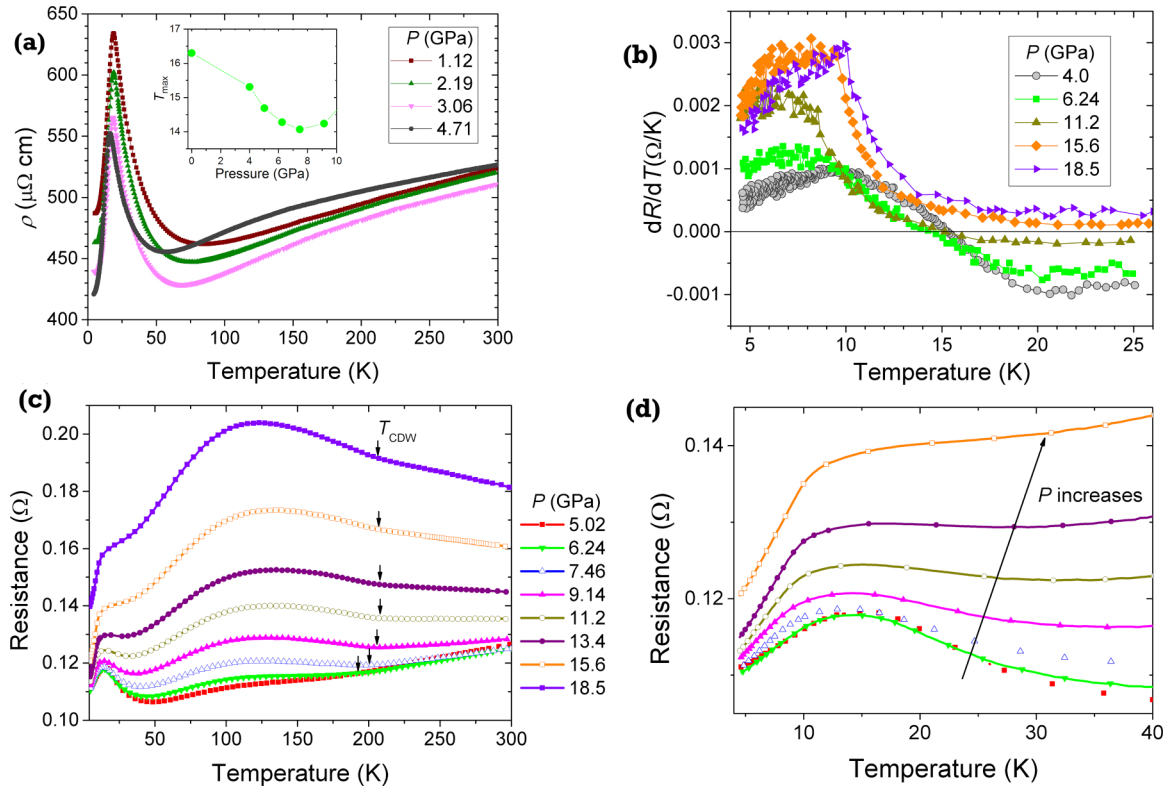 (a)
650
600
550
500
450
400
ρ (μΩ cm)
0 50 100 150 200 250 300
Temperature (K)
17
16
15
14
T max
0 2 4 6 8 10
Pressure (GPa)
P (GPa)
1.12
2.19
3.06
4.71
(b)
0.003
0.002
0.001
0.000
-0.001
dR/dT(Ω/K)
5 10 15 20 25
Temperature (K)
P (GPa)
4.0
6.24
11.2
15.6
18.5
(c)
0.20
0.18
0.16
0.14
0.12
0.10
Resistance (Ω)
50 100 150 200 250 300
Temperature (K)
T CDW
P (GPa)
5.02
6.24
7.46
9.14
11.2
13.4
15.6
18.5
(d)
0.14
0.12
Resistance (Ω)
10 20 30 40
Temperature (K)
P increases